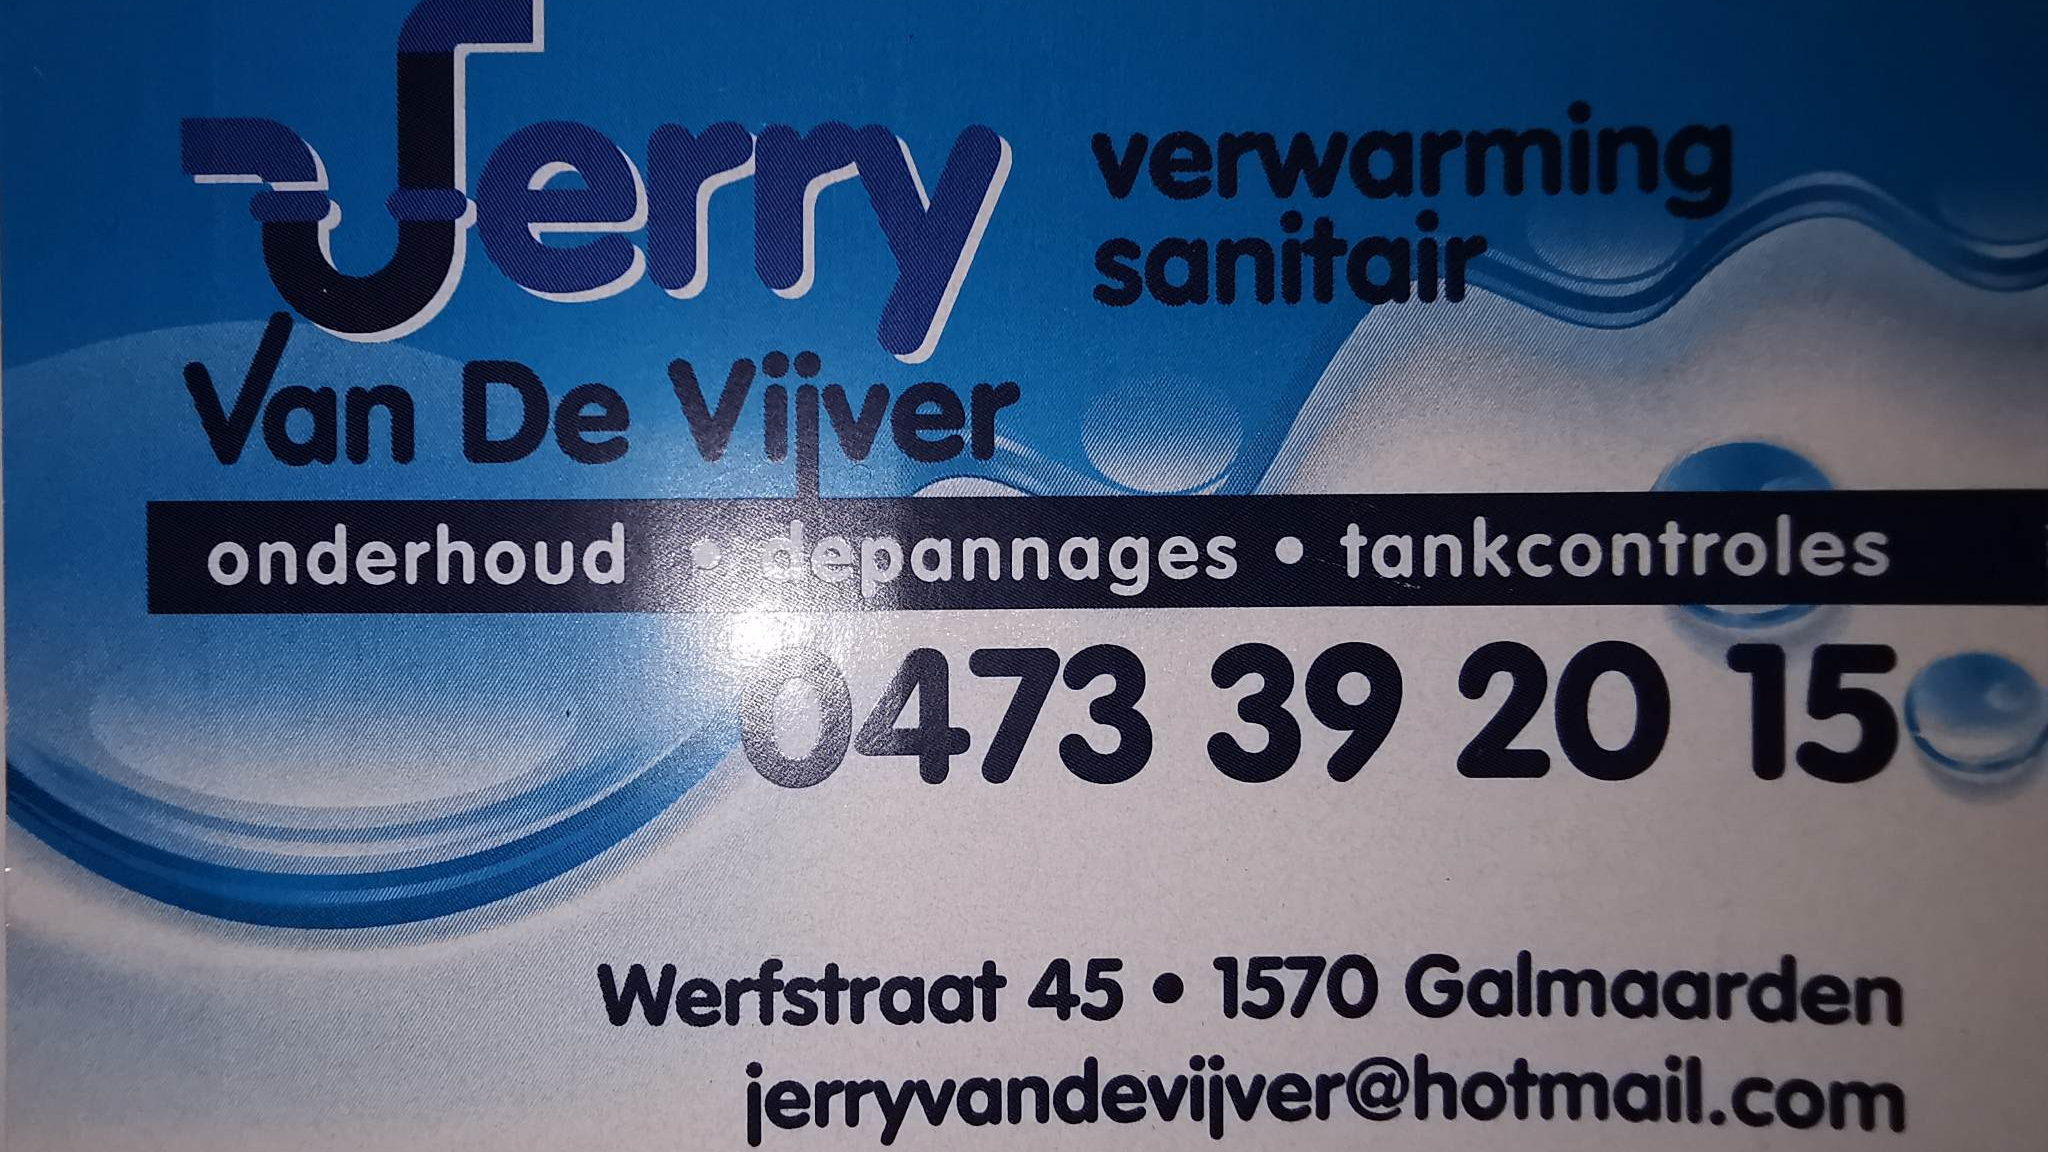 Jerry
verwarming
sanitair
Van De Vijver
onderhoud • depannages • tankcontroles
0473 39 20 15
Werfstraat 45 • 1570 Galmaarden
jerryvandevijver@hotmail.com